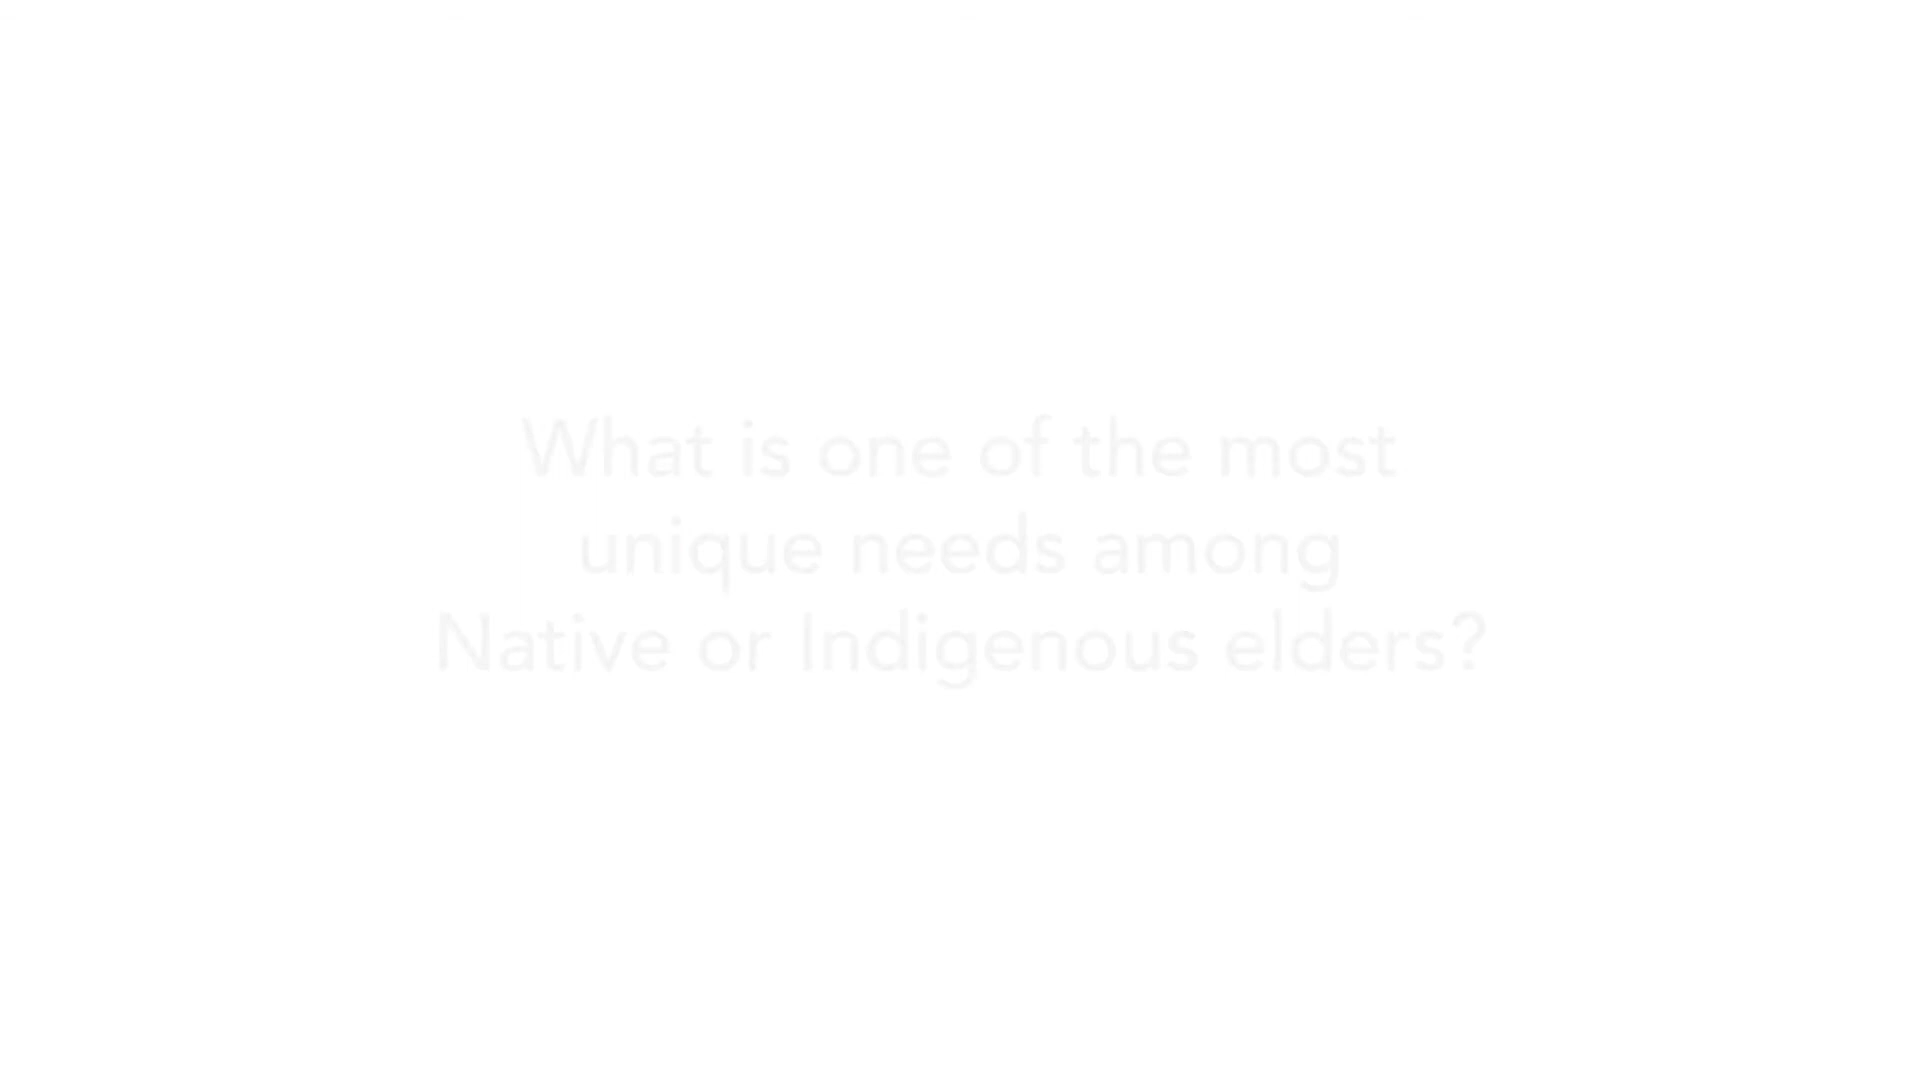 What is one of the most
unique needs among
Native or Indigenous elders?